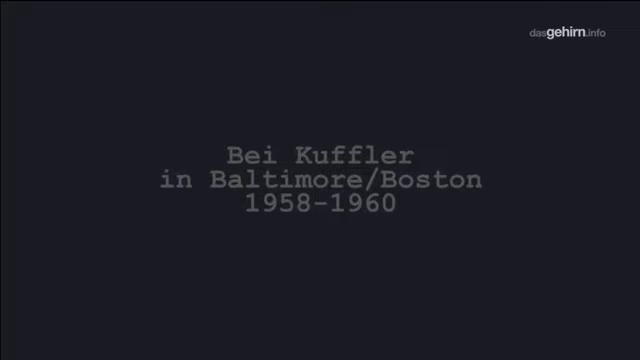 dasgehirn.info
Bei Kuffler
in Baltimore/Boston
1958-1960